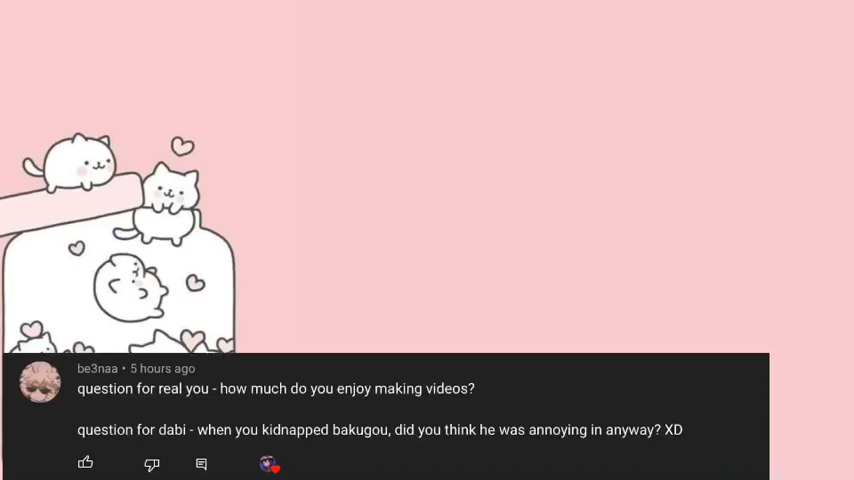 be3naa • 5 hours ago
question for real you - how much do you enjoy making videos?
question for dabi - when you kidnapped bakugou, did you think he was annoying in anyway? XD